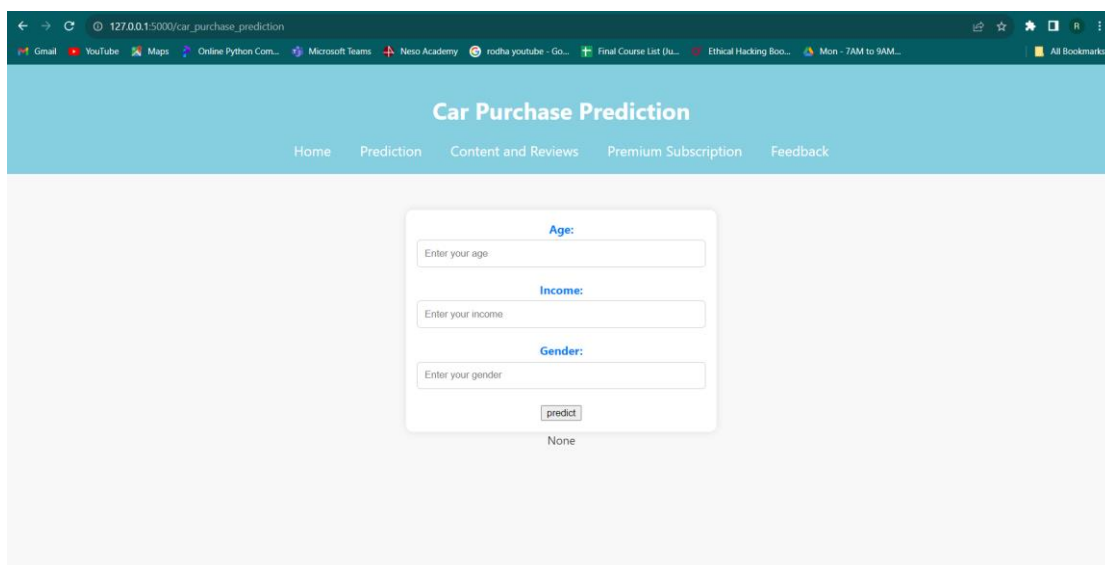 127.0.0.1:5000/car_purchase_prediction
R
Gmail YouTube Maps Online Python Com... Microsoft Teams Neso Academy rodha youtube - Go... Final Course List (Ju... Ethical Hacking Boo... Mon - 7AM to 9AM... All Bookmarks
Car Purchase Prediction
Home Prediction Content and Reviews Premium Subscription Feedback
Age:
Enter your age
Income:
Enter your income
Gender:
Enter your gender
predict
None